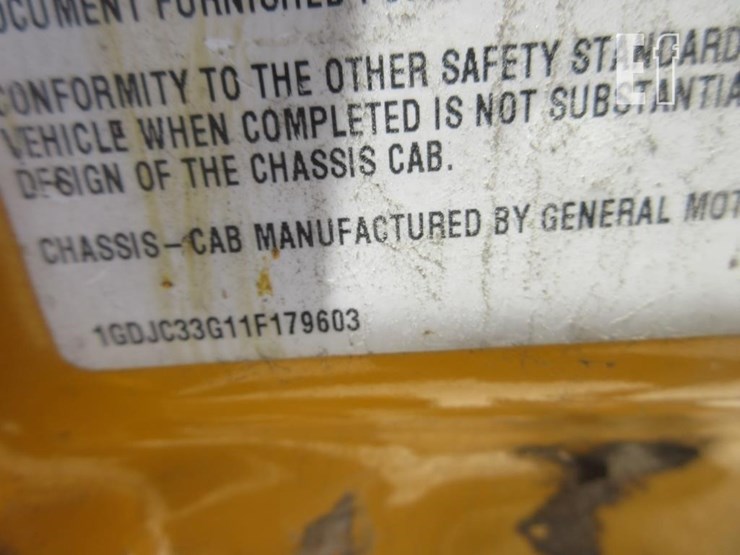 CONFORMITY TO THE OTHER SAFETY STANDARD
VEHICLE WHEN COMPLETED IS NOT
DESIGN OF THE CHASSIS CAB.
CHASSIS-CAB MANUFACTURED BY GENERAL MOT
1GDJC33G11F179603